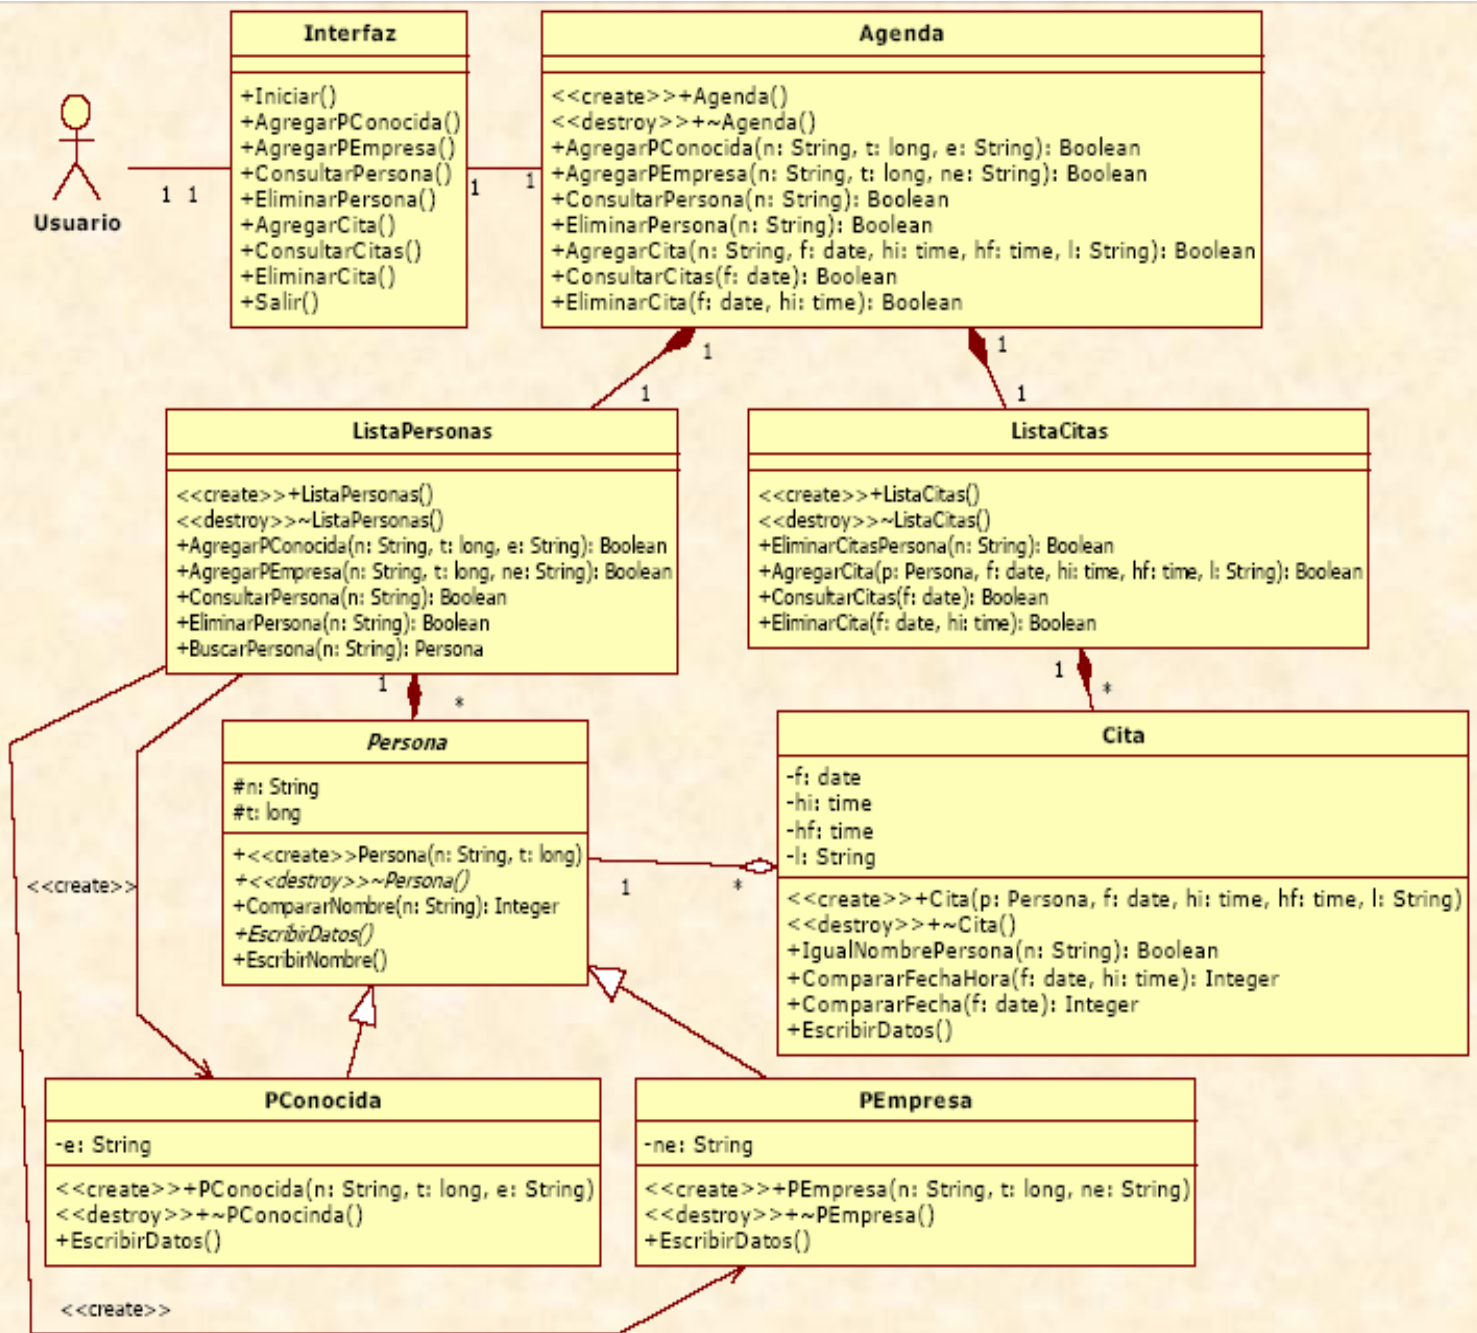 Interfaz
+Iniciar()
+AgregarPConocida()
+AgregarPEmpresa()
+ConsultarPersona()
+EliminarPersona()
+AgregarCita()
+ConsultarCitas()
+EliminarCita()
+Salir()
Agenda
<<create>>+Agenda()
<<destroy>>+~Agenda()
+AgregarPConocida(n: String, t: long, e: String): Boolean
+AgregarPEmpresa(n: String, t: long, ne: String): Boolean
+ConsultarPersona(n: String): Boolean
+EliminarPersona(n: String): Boolean
+AgregarCita(n: String, f: date, hi: time, hf: time, l: String): Boolean
+ConsultarCitas(f: date): Boolean
+EliminarCita(f: date, hi: time): Boolean
Usuario
1 1
1
1
1
1
1
1
ListaPersonas
<<create>>+ListaPersonas()
<<destroy>>~ListaPersonas()
+AgregarPConocida(n: String, t: long, e: String): Boolean
+AgregarPEmpresa(n: String, t: long, ne: String): Boolean
+ConsultarPersona(n: String): Boolean
+EliminarPersona(n: String): Boolean
+BuscarPersona(n: String): Persona
ListaCitas
<<create>>+ListaCitas()
<<destroy>>~ListaCitas()
+EliminarCitasPersona(n: String): Boolean
+AgregarCita(p: Persona, f: date, hi: time, hf: time, l: String): Boolean
+ConsultarCitas(f: date): Boolean
+EliminarCita(f: date, hi: time): Boolean
1
*
1
*
Persona
#n: String
#t: long
+<<create>>Persona(n: String, t: long)
+<<destroy>>~Persona()
+CompararNombre(n: String): Integer
+EscribirDatos()
+EscribirNombre()
<<create>>
1
*
Cita
-f: date
-hi: time
-hf: time
-l: String
<<create>>+Cita(p: Persona, f: date, hi: time, hf: time, l: String)
<<destroy>>+~Cita()
+IgualNombrePersona(n: String): Boolean
+CompararFechaHora(f: date, hi: time): Integer
+CompararFecha(f: date): Integer
+EscribirDatos()
PConocida
-e: String
<<create>>+PConocida(n: String, t: long, e: String)
<<destroy>>+~PConocinda()
+EscribirDatos()
PEmpresa
-ne: String
<<create>>+PEmpresa(n: String, t: long, ne: String)
<<destroy>>+~PEmpresa()
+EscribirDatos()
<<create>>